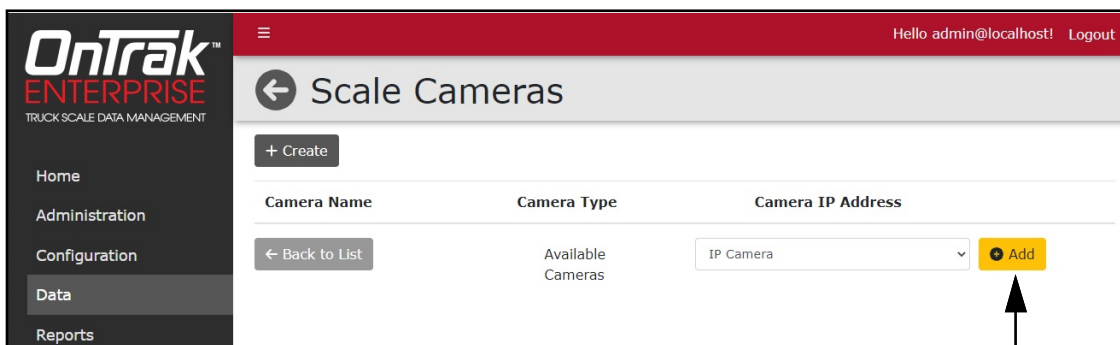 OnTrak™
ENTERPRISE
TRUCK SCALE DATA MANAGEMENT
Home
Administration
Configuration
Data
Reports
Hello admin@localhost! Logout
Scale Cameras
+ Create
Camera Name Camera Type Camera IP Address
← Back to List Available Cameras IP Camera Add